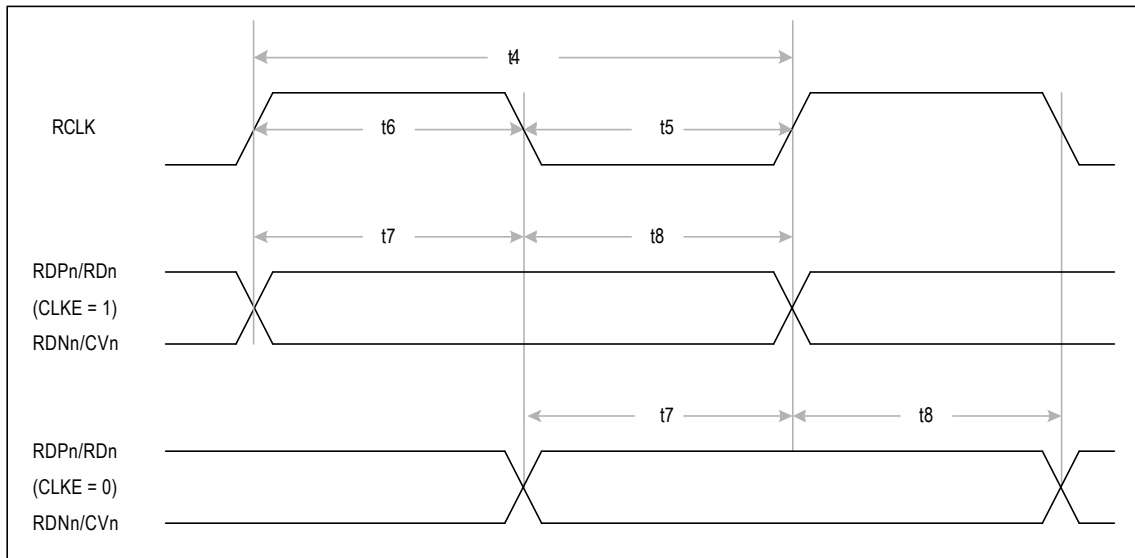 t4
RCLK
t6
t5
t7
t8
RDPn/RDn
(CLKE = 1)
RDNn/CVn
t7
t8
RDPn/RDn
(CLKE = 0)
RDNn/CVn